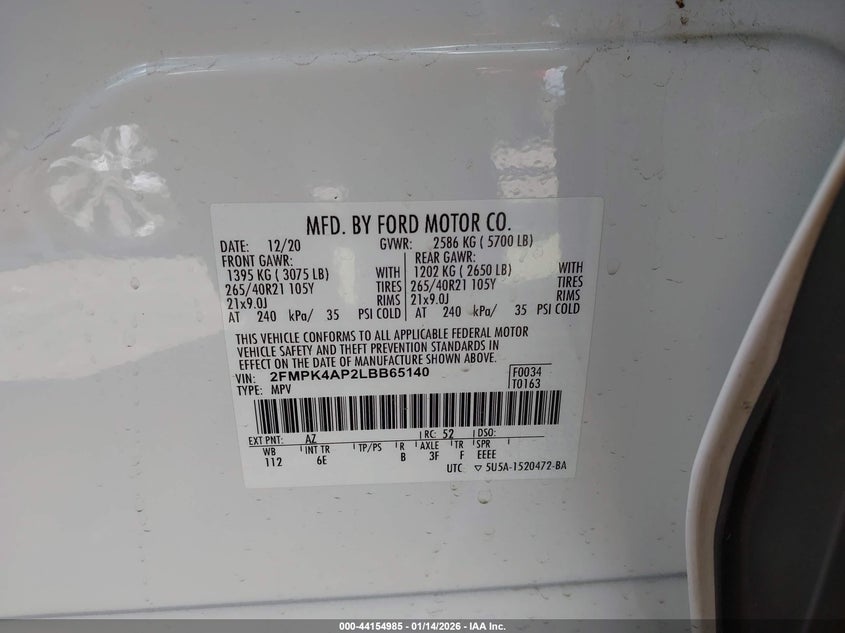 MFD. BY FORD MOTOR CO.
DATE: 12/20 GVWR: 2586 KG ( 5700 LB)
FRONT GAWR: REAR GAWR:
1395 KG ( 3075 LB) WITH 1202 KG ( 2650 LB) WITH
265/40R21 105Y TIRES 265/40R21 105Y TIRES
21x9.0J RIMS 21x9.0J RIMS
AT 240 kPa/ 35 PSI COLD AT 240 kPa/ 35 PSI COLD
THIS VEHICLE CONFORMS TO ALL APPLICABLE FEDERAL MOTOR
VEHICLE SAFETY AND THEFT PREVENTION STANDARDS IN
EFFECT ON THE DATE OF MANUFACTURE SHOWN ABOVE.
VIN: 2FMPK4AP2LBB65140 F0034
TYPE: MPV T0163
EXT PNT: AZ RC: 52 DSO:
WB INT TR TP/PS R AXLE TR SPR
112 6E B 3F F EEEE
UTC ▽ 5U5A-1520472-BA
000-44154985 - 01/14/2026 - IAA Inc.